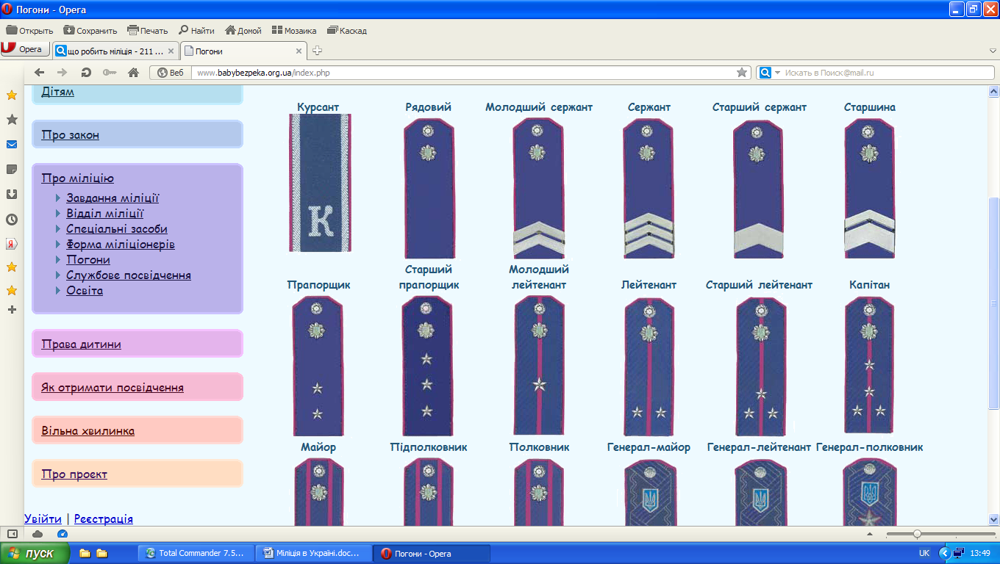 Погони - Opera
Открыть Сохранить Печать Найти Домой Мозаика Каскад
Opera що робить міліція - 211 ... Погони
Веб www.babybezpeka.org.ua/index.php Искать в Поиск@mail.ru
Дітям
Про закон
Про міліцію
Завдання міліції
Відділ міліції
Спеціальні засоби
Форма міліціонерів
Погони
Службове посвідчення
Освіта
Права дитини
Як отримати посвідчення
Вільна хвилинка
Про проект
Увійти | Реєстрація
Курсант Рядовий Молодший сержант Сержант Старший сержант Старшина
К
Прапорщик Старший прапорщик Молодший лейтенант Лейтенант Старший лейтенант Капітан
Майор Підполковник Полковник Генерал-майор Генерал-лейтенант Генерал-полковник
пуск Total Commander 7.5... Міліція в Україні.doc... Погони - Opera UK 13:49